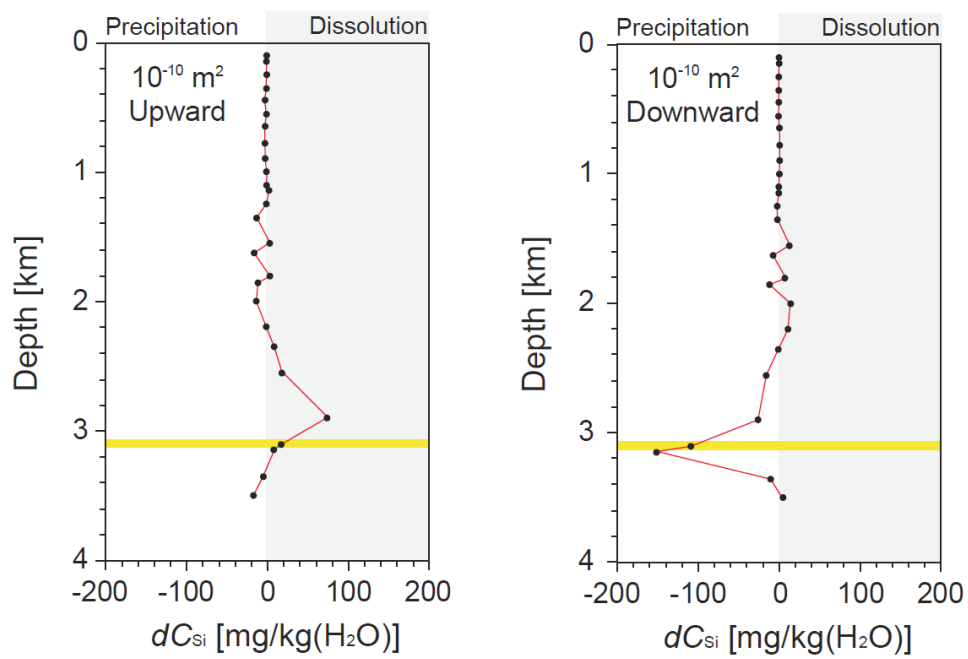 Precipitation Dissolution
10⁻¹⁰ m²
Upward
0
1
2
3
4
-200 -100 0 100 200
Depth [km]
dCSi [mg/kg(H₂O)]
Precipitation Dissolution
10⁻¹⁰ m²
Downward
0
1
2
3
4
-200 -100 0 100 200
Depth [km]
dCSi [mg/kg(H₂O)]